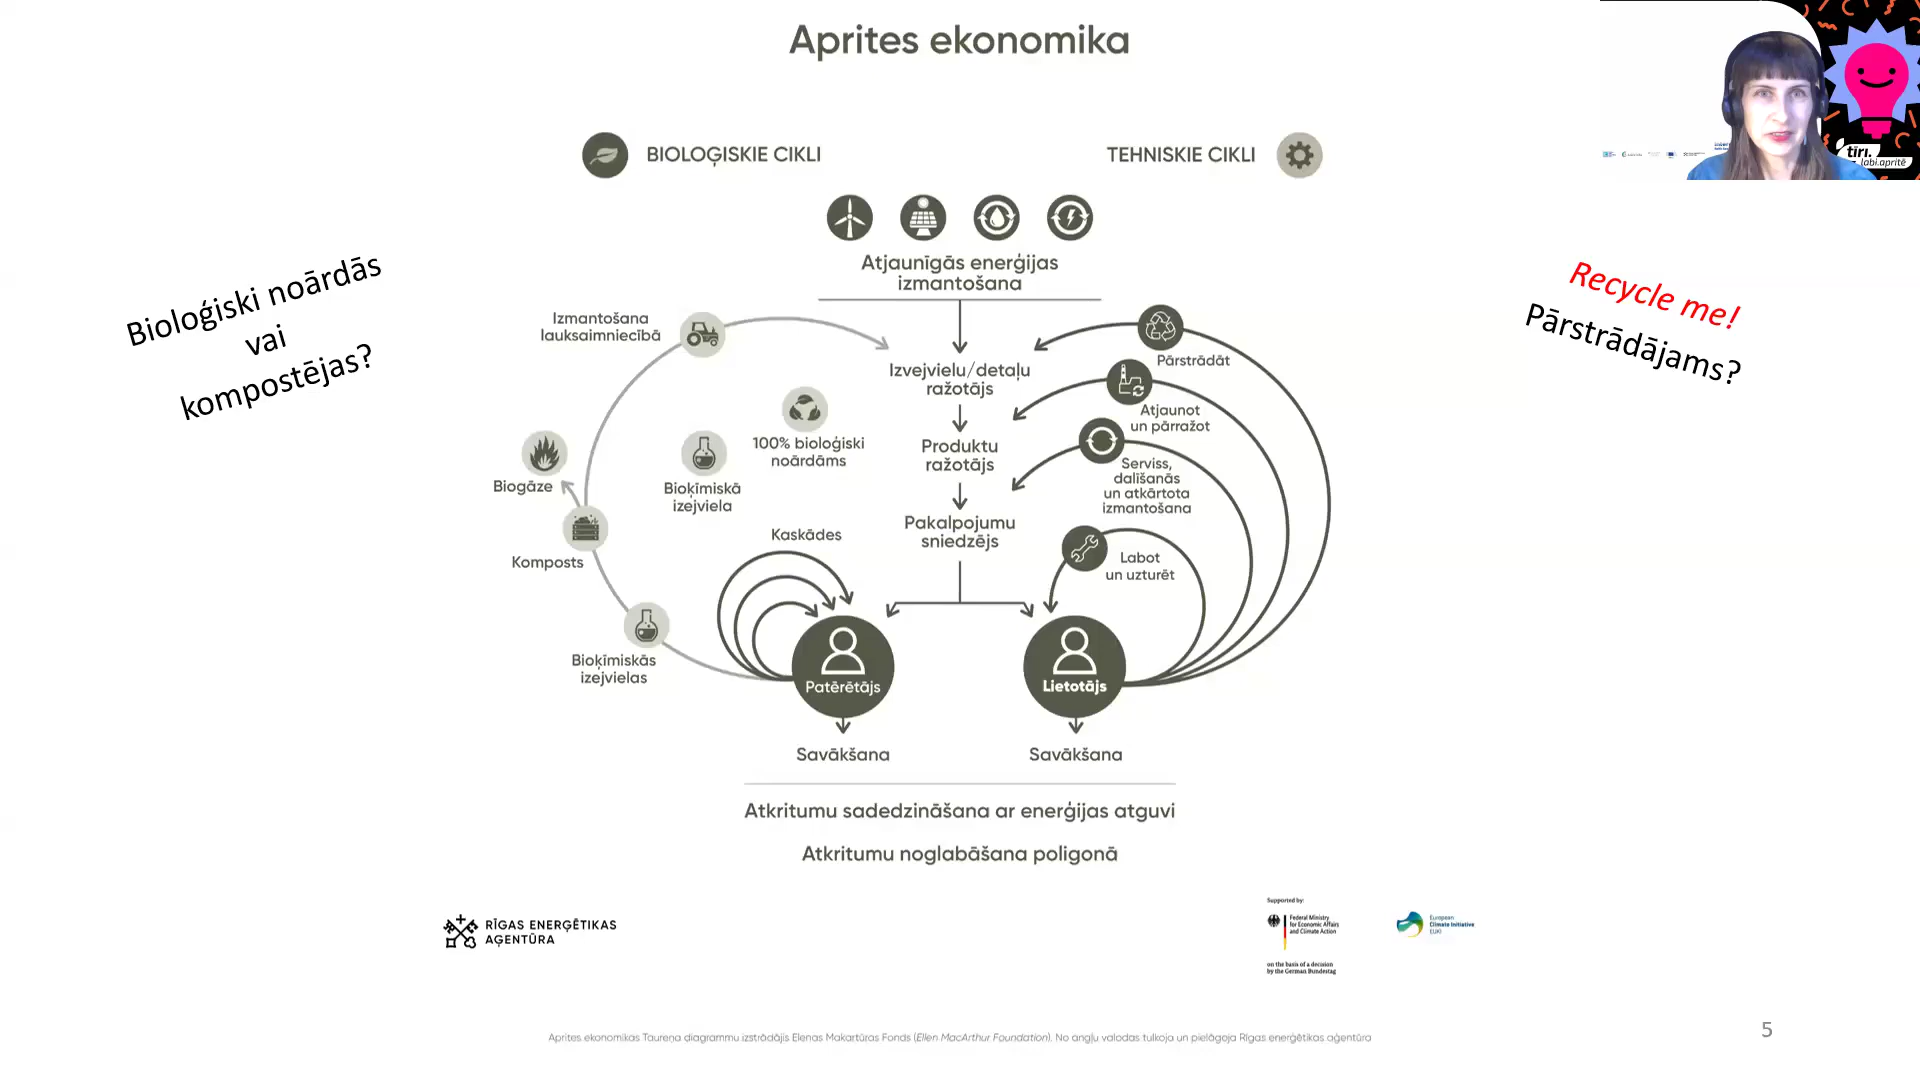 Aprites ekonomika
BIOLOĢISKIE CIKLI
TEHNISKIE CIKLI
tīri.
labi.apritē
Atjaunīgās enerģijas
izmantošana
Bioloģiski noārdās
vai
kompostējas?
Recycle me!
Pārstrādājams?
Izmantošana
lauksaimniecībā
Pārstrādāt
Izvejvielu/detaļu
ražotājs
Atjaunot
un pārražot
100% bioloģiski
noārdāms
Produktu
ražotājs
Biogāze
Bioķīmiskā
izejviela
Serviss,
dalīšanās
un atkārtota
izmantošana
Kaskādes
Pakalpojumu
sniedzējs
Komposts
Labot
un uzturēt
Bioķīmiskās
izejvielas
Patērētājs
Lietotājs
Savākšana
Savākšana
Atkritumu sadedzināšana ar enerģijas atguvi
Atkritumu noglabāšana poligonā
RĪGAS ENERĢĒTIKAS
AĢENTŪRA
Supported by:
Federal Ministry
for Economic Affairs
and Climate Action
on the basis of a decision
by the German Bundestag
European
Climate Initiative
EUKI
Aprites ekonomikas Taureņa diagrammu izstrādājis Elenas Makartūras Fonds (Ellen MacArthur Foundation). No angļu valodas tulkoja un pielāgoja Rīgas enerģētikas aģentūra
5